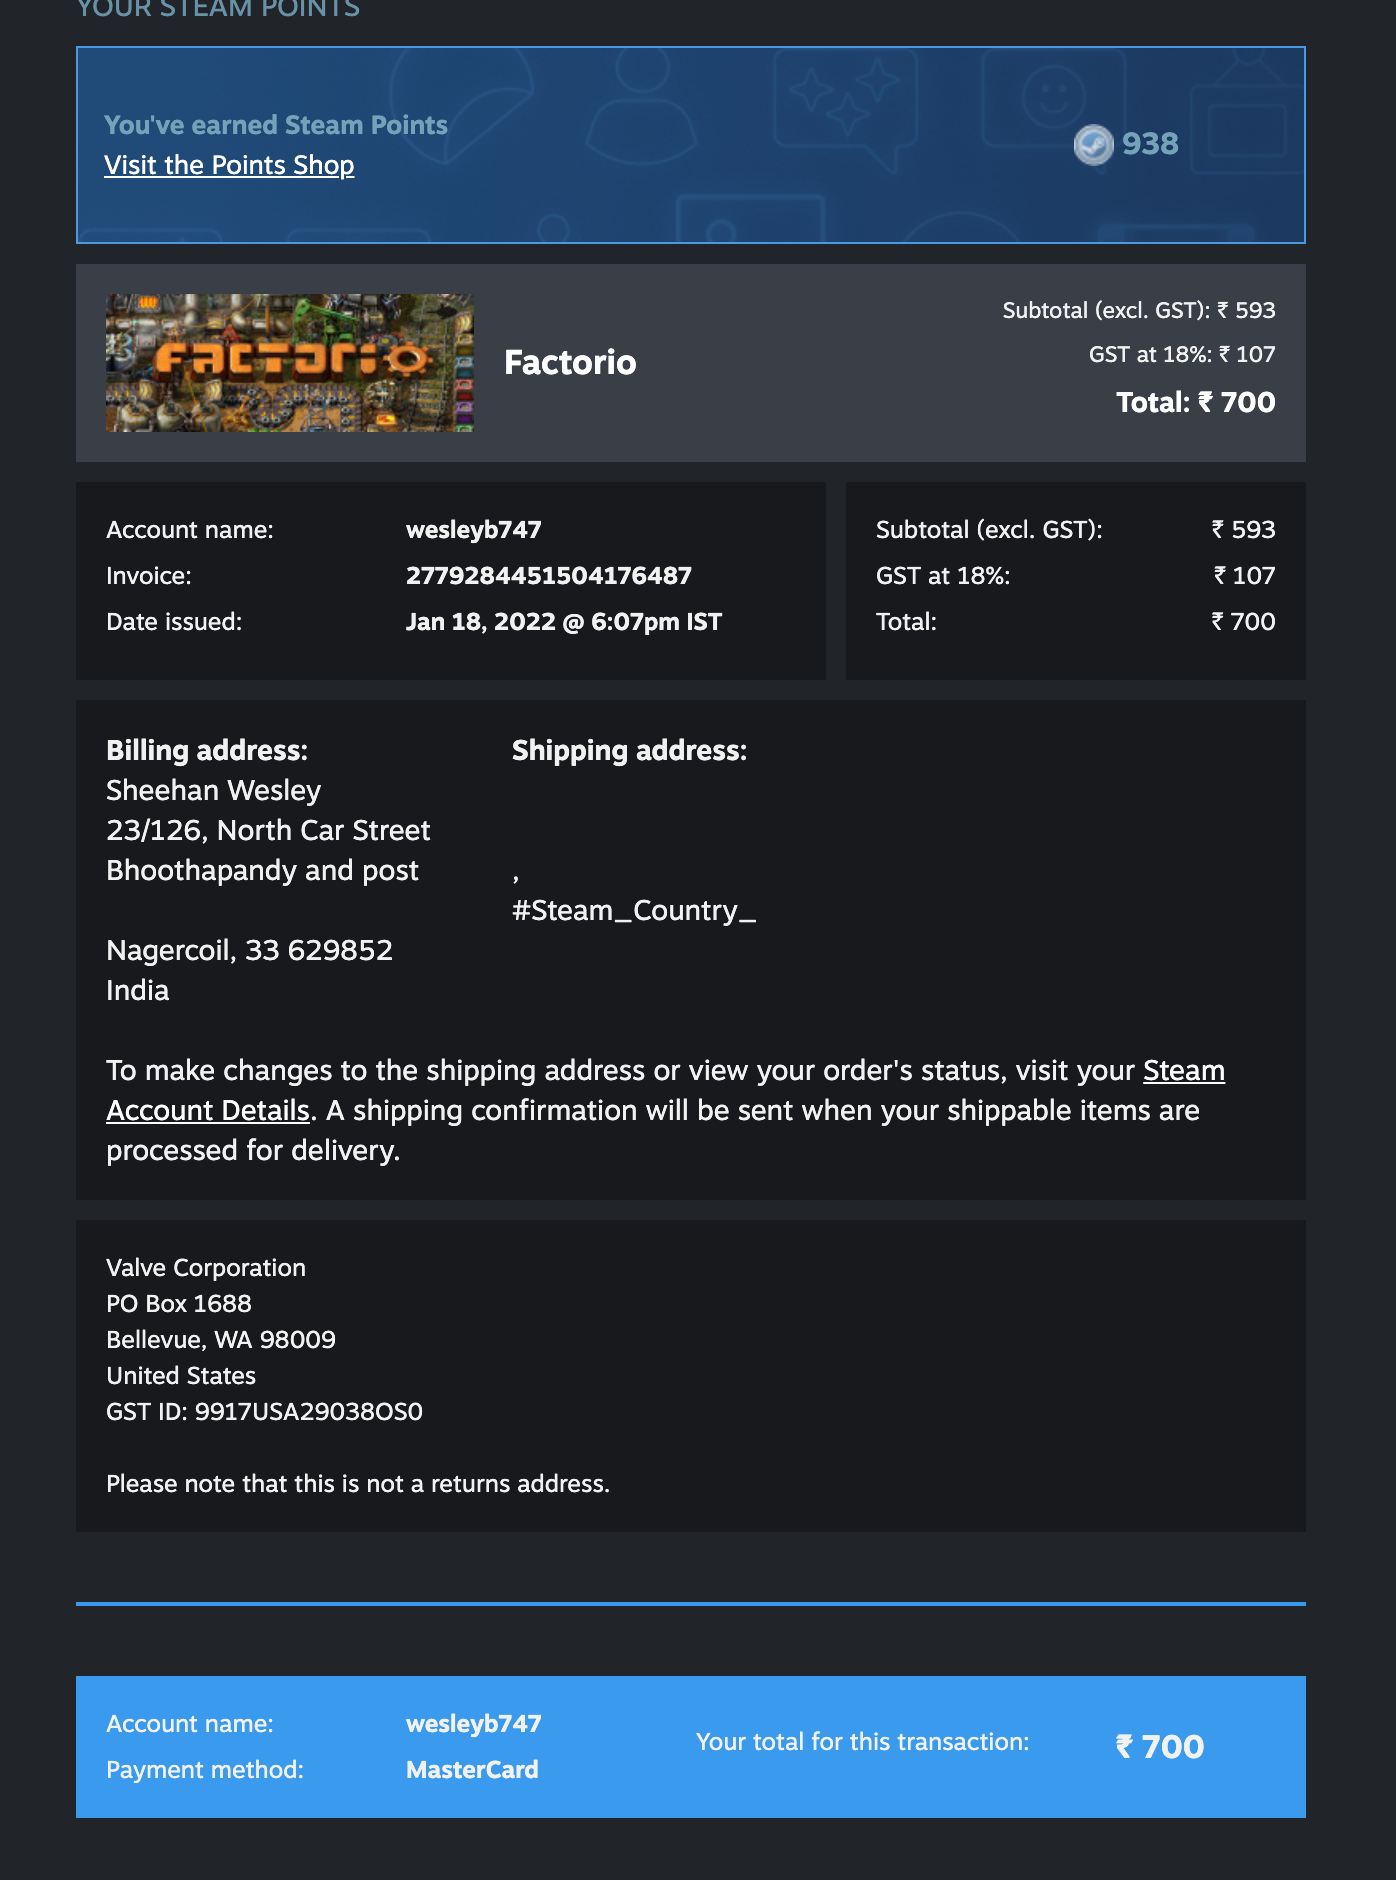 YOUR STEAM POINTS
You've earned Steam Points
Visit the Points Shop
938
FACTORIO
Factorio
Subtotal (excl. GST): ₹ 593
GST at 18%: ₹ 107
Total: ₹ 700
Account name: wesleyb747
Invoice: 2779284451504176487
Date issued: Jan 18, 2022 @ 6:07pm IST
Subtotal (excl. GST): ₹ 593
GST at 18%: ₹ 107
Total: ₹ 700
Billing address:
Sheehan Wesley
23/126, North Car Street
Bhoothapandy and post
Nagercoil, 33 629852
India
Shipping address:
,
#Steam_Country_
To make changes to the shipping address or view your order's status, visit your Steam
Account Details. A shipping confirmation will be sent when your shippable items are
processed for delivery.
Valve Corporation
PO Box 1688
Bellevue, WA 98009
United States
GST ID: 9917USA29038OS0
Please note that this is not a returns address.
Account name: wesleyb747
Payment method: MasterCard
Your total for this transaction: ₹ 700